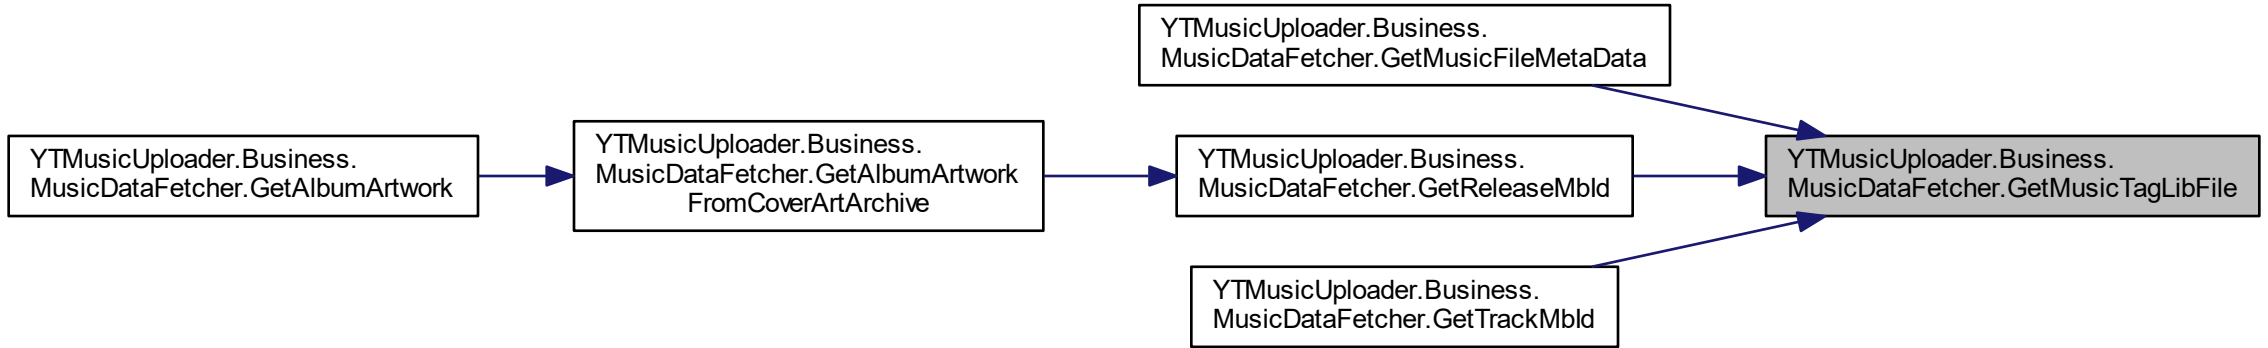 YTMusicUploader.Business.
MusicDataFetcher.GetMusicFileMetaData
YTMusicUploader.Business.
MusicDataFetcher.GetAlbumArtwork
YTMusicUploader.Business.
MusicDataFetcher.GetAlbumArtwork
FromCoverArtArchive
YTMusicUploader.Business.
MusicDataFetcher.GetReleaseMbId
YTMusicUploader.Business.
MusicDataFetcher.GetMusicTagLibFile
YTMusicUploader.Business.
MusicDataFetcher.GetTrackMbId